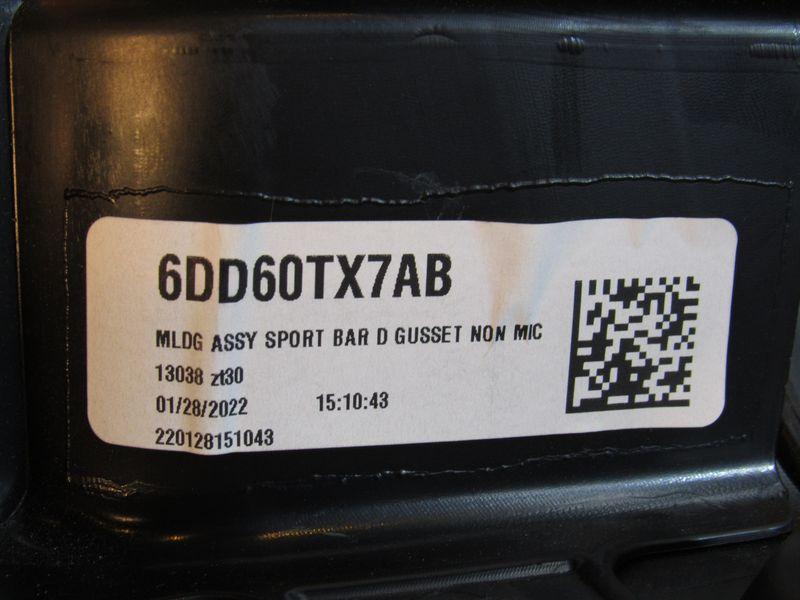 6DD60TX7AB
MLDG ASSY SPORT BAR D GUSSET NON MIC
13038 zt30
01/28/2022 15:10:43
220128151043